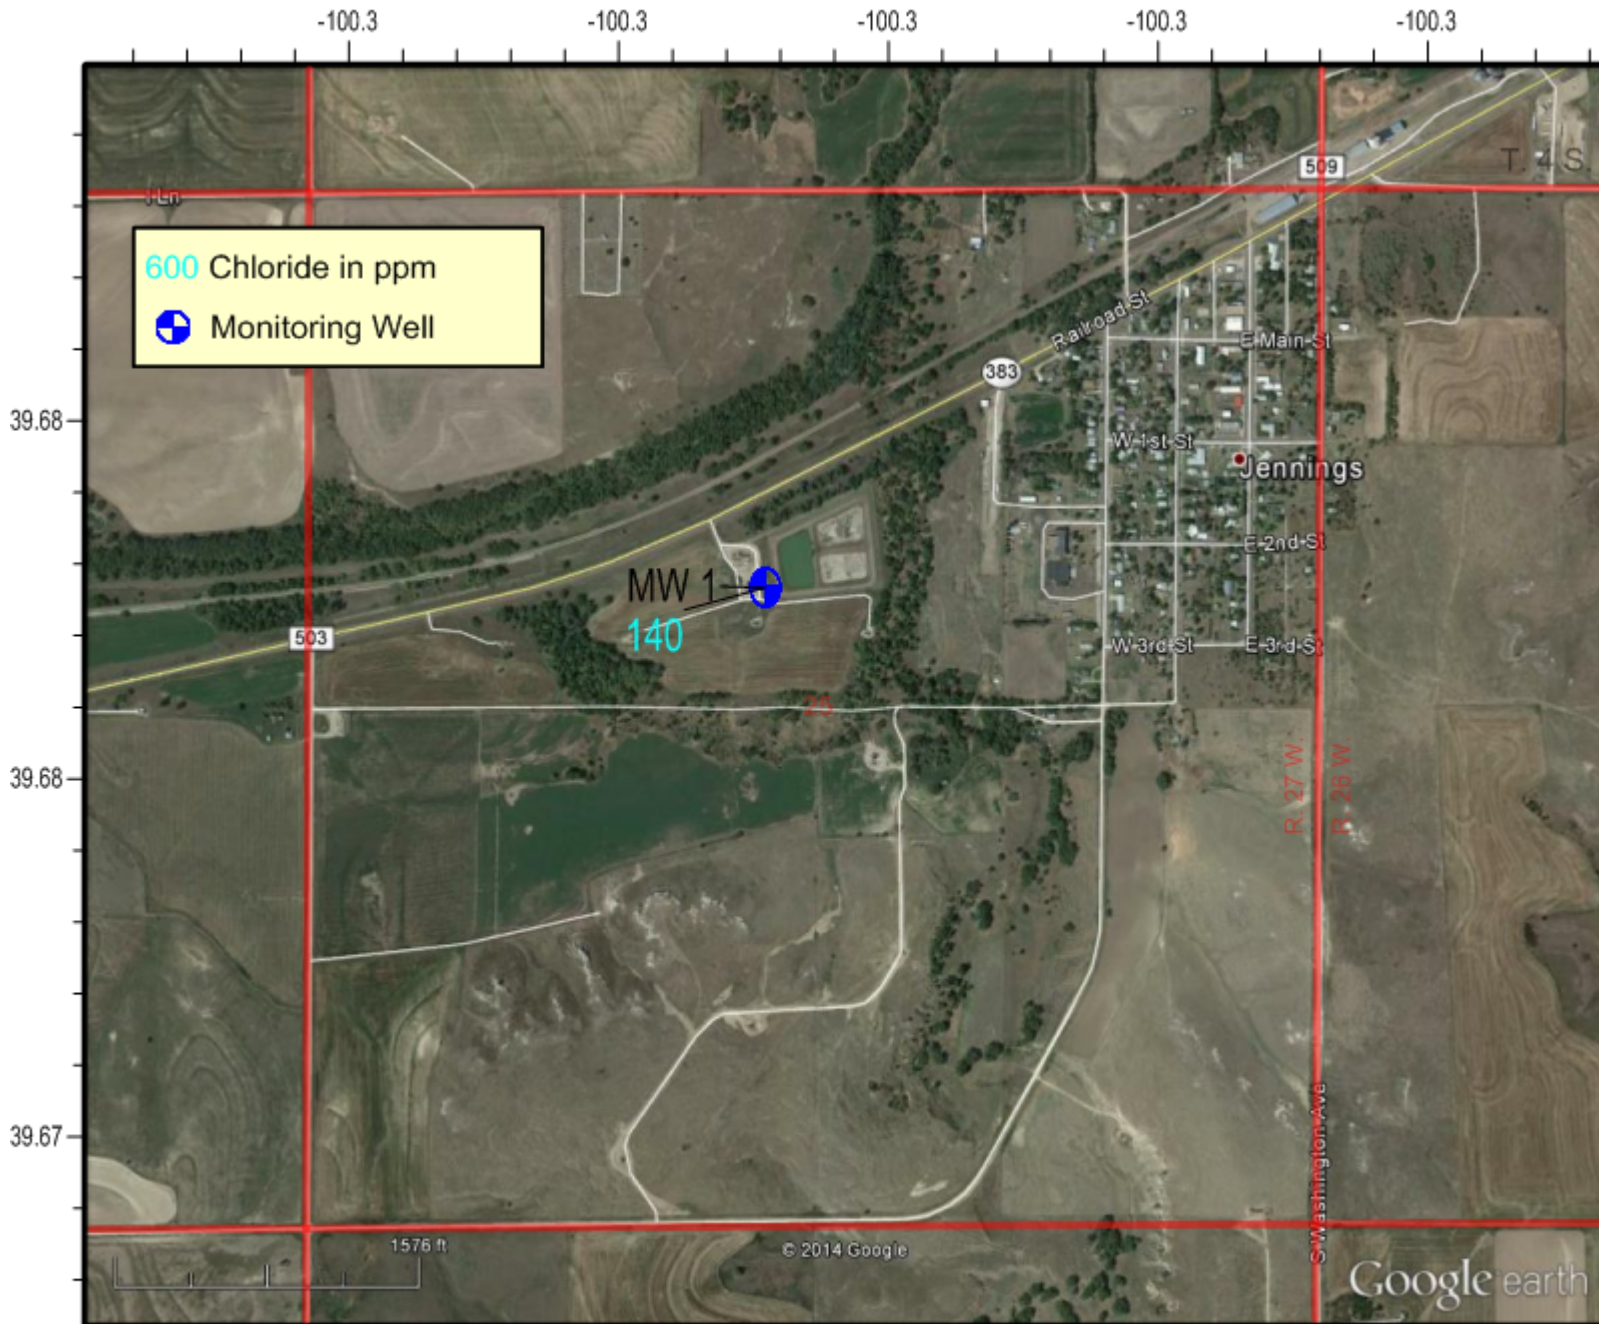 -100.3 -100.3 -100.3 -100.3 -100.3
509
T. 4 S.
I Ln
600 Chloride in ppm
Monitoring Well
Railroad St
E Main St
383
39.68
W 1st St
Jennings
E 2nd St
MW 1
140
503
W 3rd St
E 3rd St
25
R. 27 W.
R. 26 W.
39.68
39.67
S Washington Ave
1576 ft
© 2014 Google
Google earth